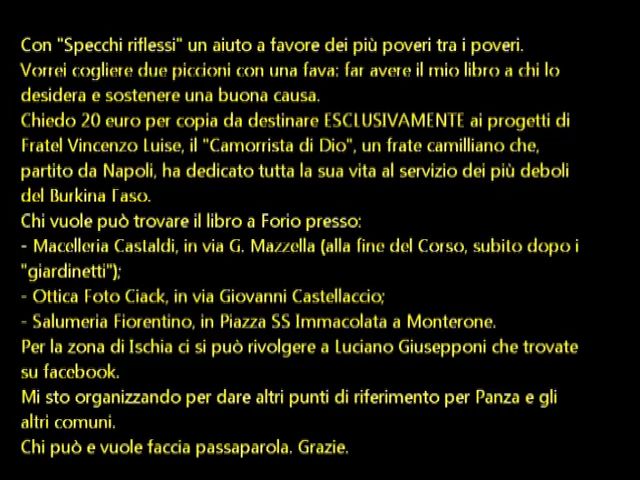 Con "Specchi riflessi" un aiuto a favore dei più poveri tra i poveri.
Vorrei cogliere due piccioni con una fava: far avere il mio libro a chi lo
desidera e sostenere una buona causa.
Chiedo 20 euro per copia da destinare ESCLUSIVAMENTE ai progetti di
Fratel Vincenzo Luise, il "Camorrista di Dio", un frate camilliano che,
partito da Napoli, ha dedicato tutta la sua vita al servizio dei più deboli
del Burkina Faso.
Chi vuole può trovare il libro a Forio presso:
- Macelleria Castaldi, in via G. Mazzella (alla fine del Corso, subito dopo i
"giardinetti");
- Ottica Foto Ciack, in via Giovanni Castellaccio;
- Salumeria Fiorentino, in Piazza SS Immacolata a Monterone.
Per la zona di Ischia ci si può rivolgere a Luciano Giusepponi che trovate
su facebook.
Mi sto organizzando per dare altri punti di riferimento per Panza e gli
altri comuni.
Chi può e vuole faccia passaparola. Grazie.